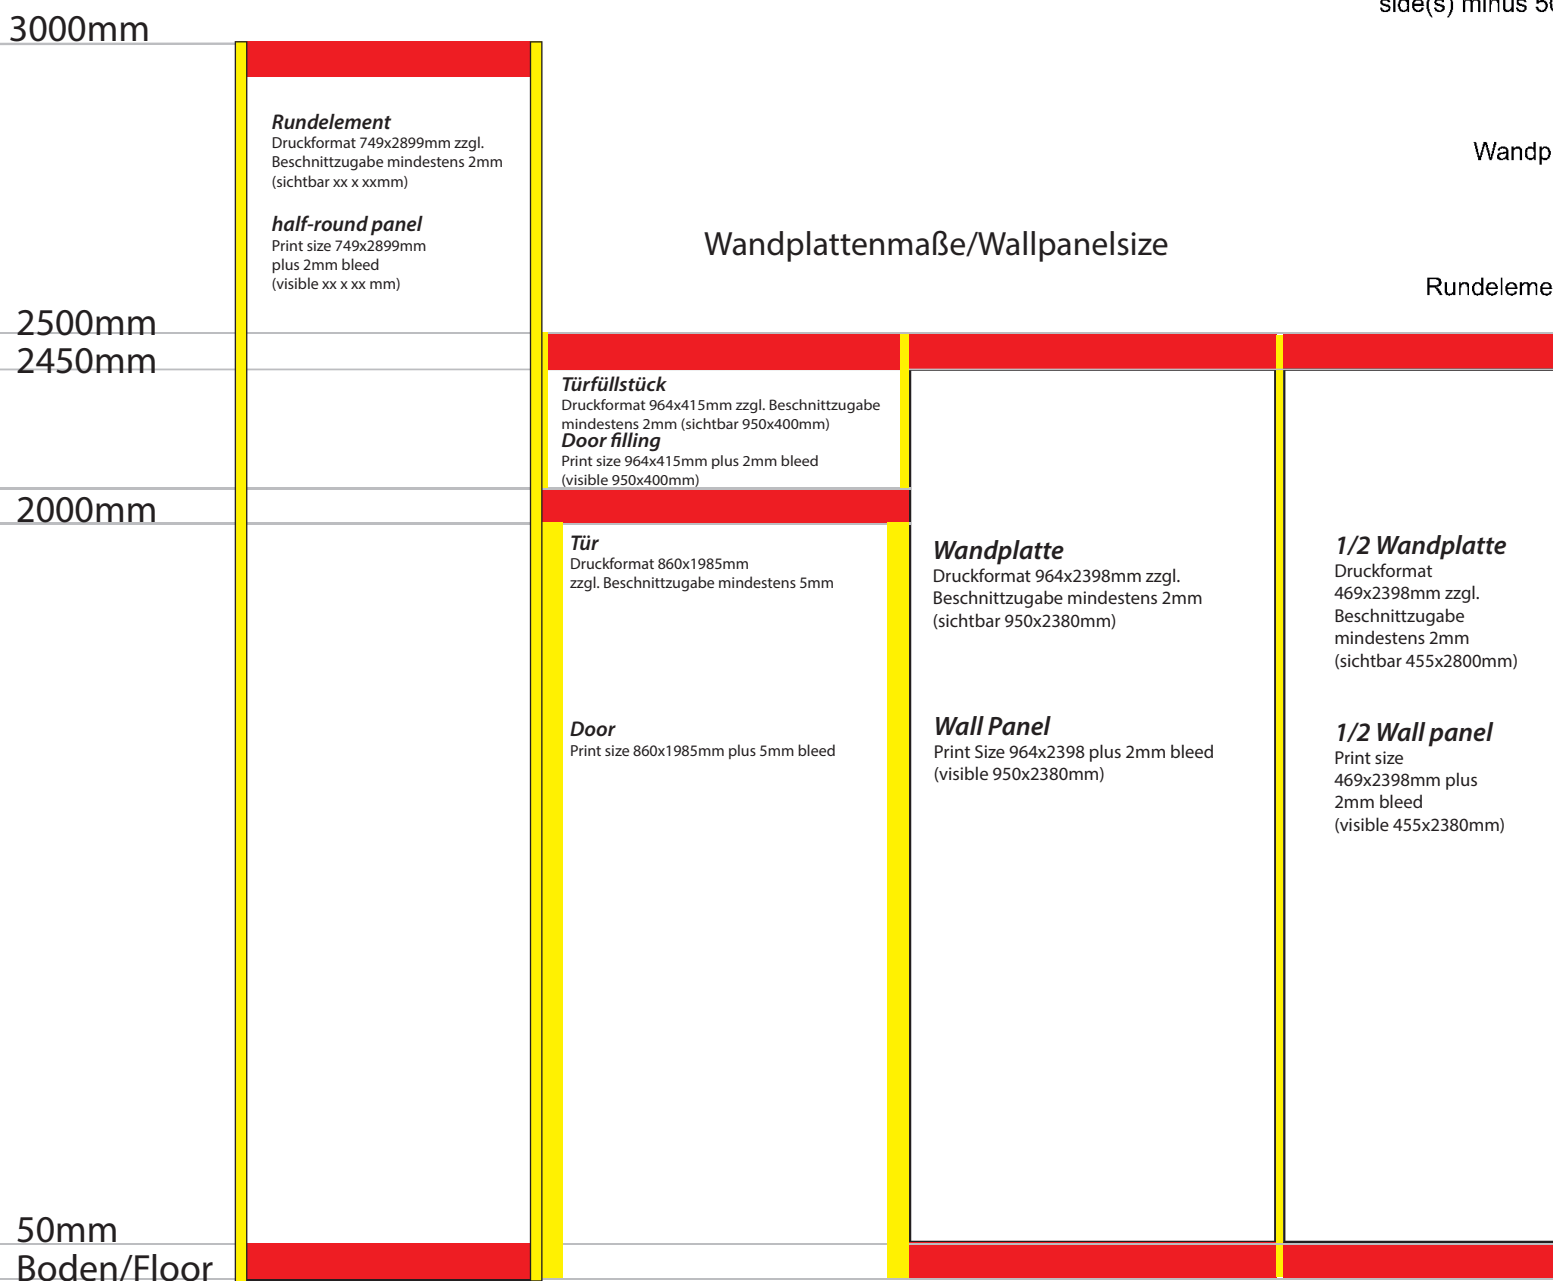 side(s) minus
3000mm
Rundelement
Druckformat 749x2899mm zzgl.
Beschnittzugabe mindestens 2mm
(sichtbar xx x xxmm)
half-round panel
Print size 749x2899mm
plus 2mm bleed
(visible xx x xx mm)
Wandp
Wandplattenmaße/Wallpanelsize
Rundeleme
2500mm
2450mm
Türfüllstück
Druckformat 964x415mm zzgl. Beschnittzugabe
mindestens 2mm (sichtbar 950x400mm)
Door filling
Print size 964x415mm plus 2mm bleed
(visible 950x400mm)
2000mm
Tür
Druckformat 860x1985mm
zzgl. Beschnittzugabe mindestens 5mm
Door
Print size 860x1985mm plus 5mm bleed
Wandplatte
Druckformat 964x2398mm zzgl.
Beschnittzugabe mindestens 2mm
(sichtbar 950x2380mm)
Wall Panel
Print Size 964x2398 plus 2mm bleed
(visible 950x2380mm)
1/2 Wandplatte
Druckformat
469x2398mm zzgl.
Beschnittzugabe
mindestens 2mm
(sichtbar 455x2800mm)
1/2 Wall panel
Print size
469x2398mm plus
2mm bleed
(visible 455x2380mm)
50mm
Boden/Floor